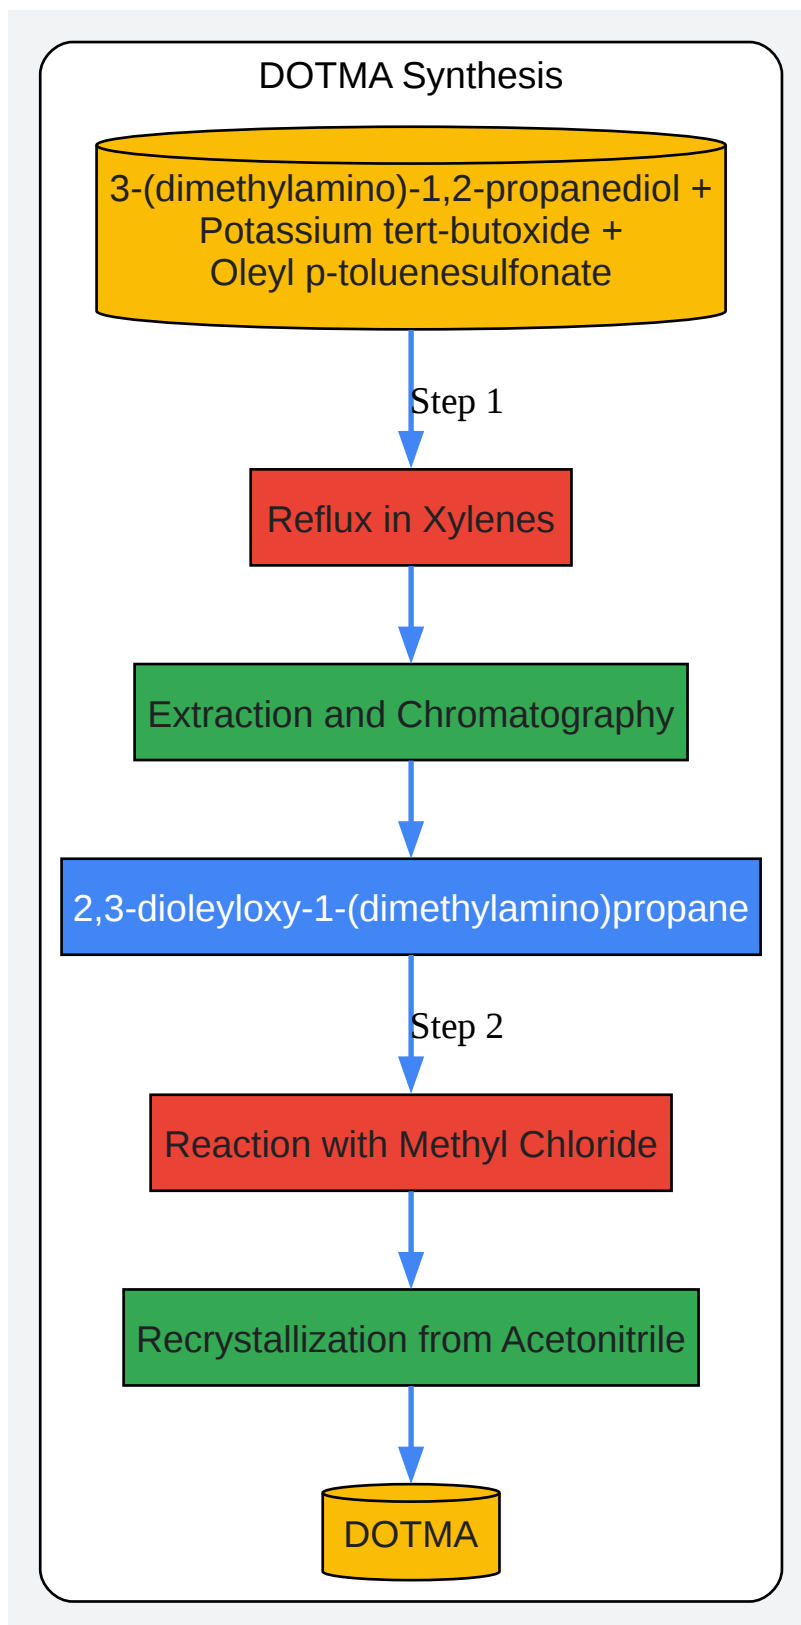 DOTMA Synthesis
3-(dimethylamino)-1,2-propanediol +
Potassium tert-butoxide +
Oleyl p-toluenesulfonate
Step 1
Reflux in Xylenes
Extraction and Chromatography
2,3-dioleyloxy-1-(dimethylamino)propane
Step 2
Reaction with Methyl Chloride
Recrystallization from Acetonitrile
DOTMA